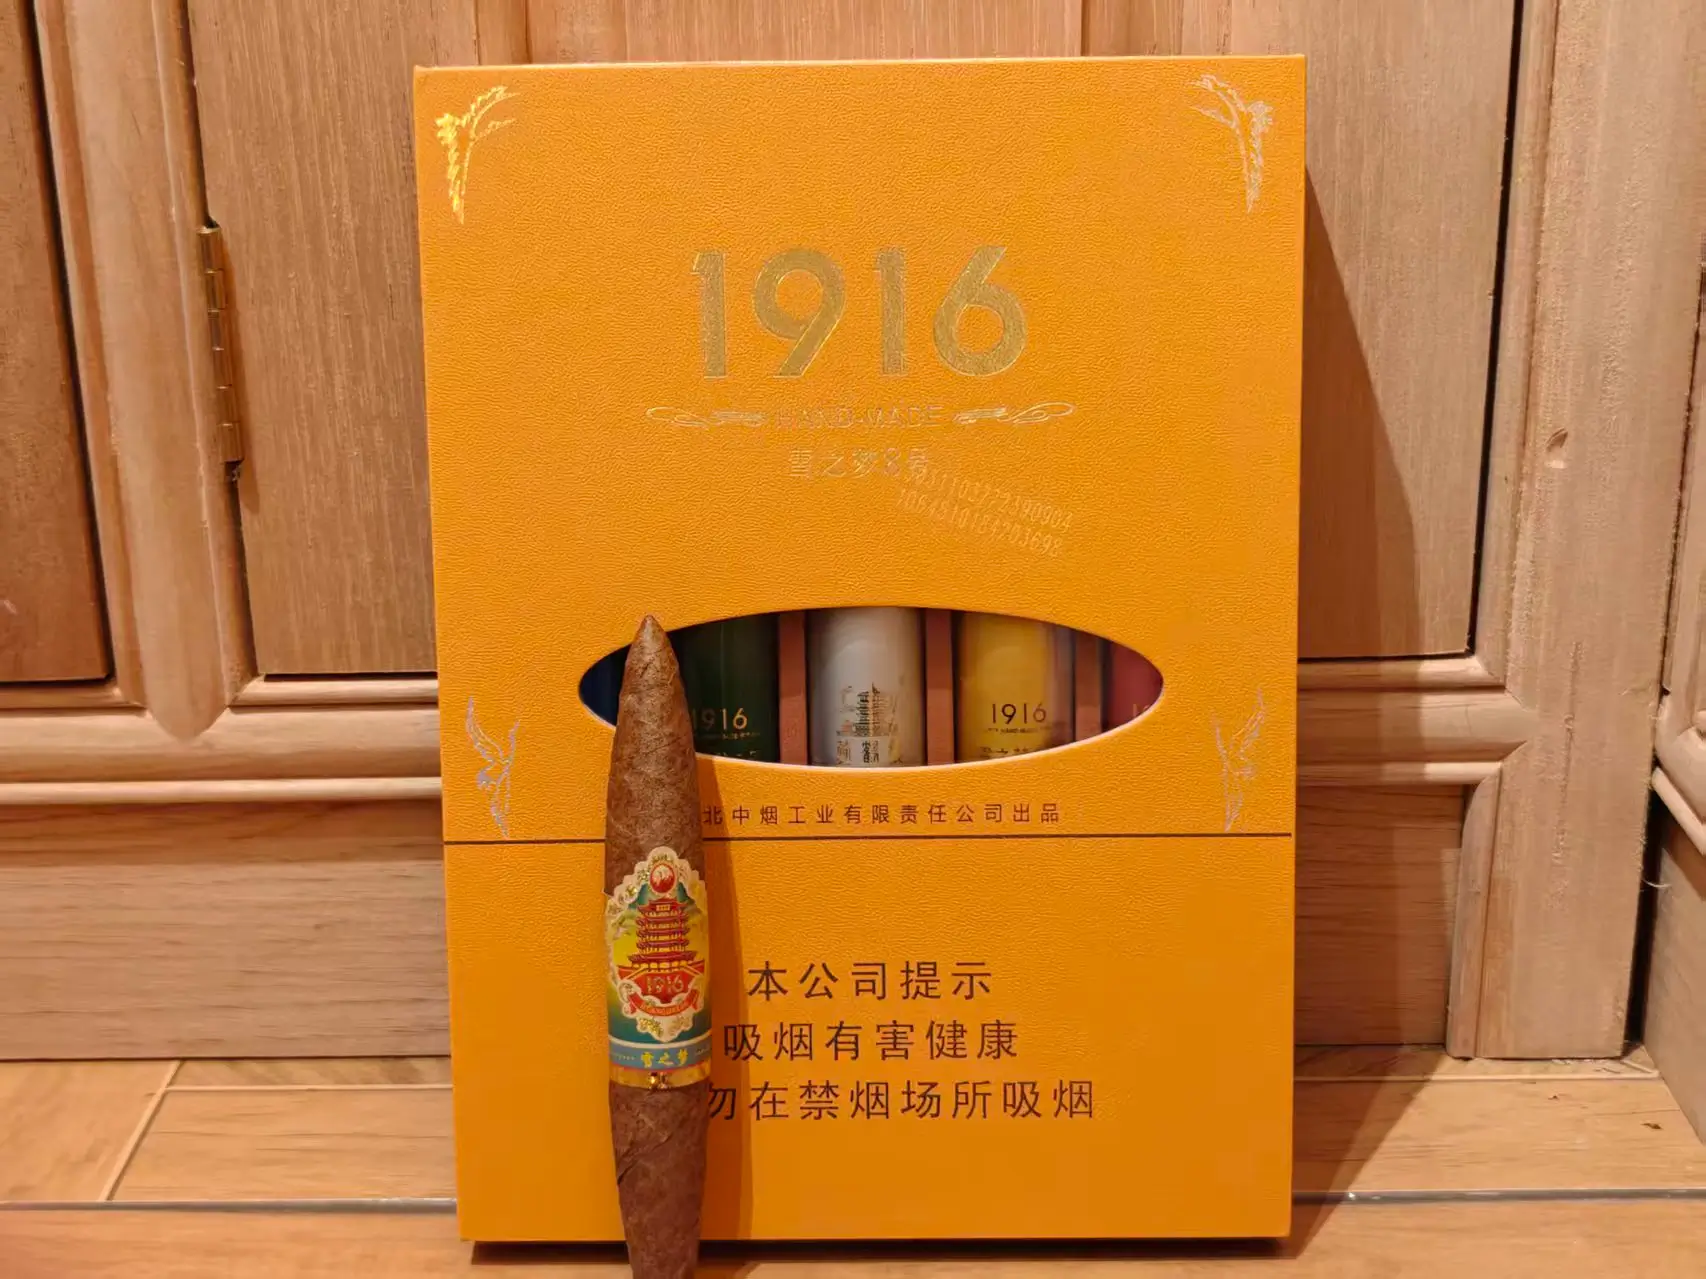 1916
HAND-MADE
雪之梦8号
1064510184203698
1916
1916
北中烟工业有限责任公司出品
1916
雪之梦
本公司提示
吸烟有害健康
勿在禁烟场所吸烟